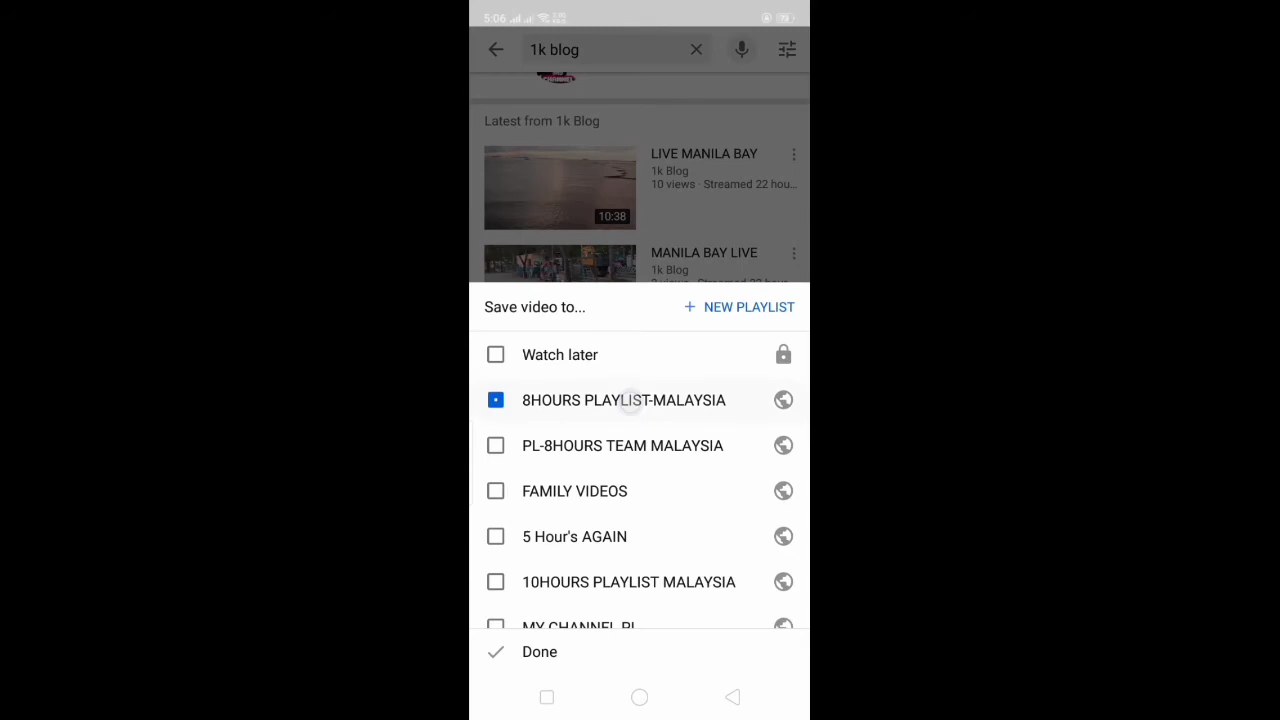 5:06
1k blog
CHANNEL
Latest from 1k Blog
LIVE MANILA BAY
1k Blog
10 views · Streamed 22 hou...
10:38
MANILA BAY LIVE
1k Blog
Save video to...
+ NEW PLAYLIST
Watch later
8HOURS PLAYLIST-MALAYSIA
PL-8HOURS TEAM MALAYSIA
FAMILY VIDEOS
5 Hour's AGAIN
10HOURS PLAYLIST MALAYSIA
MY CHANNEL PL
Done